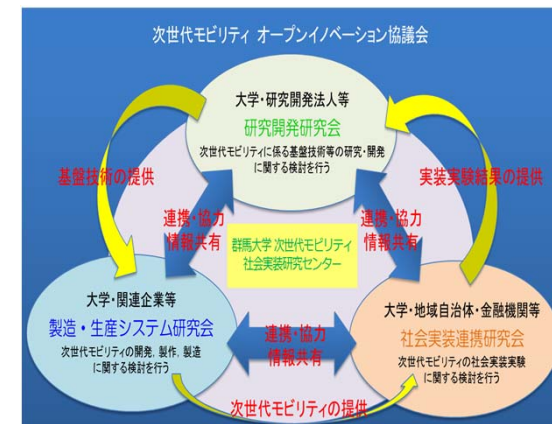 次世代モビリティ オープンイノベーション協議会
大学・研究開発法人等
研究開発研究会
次世代モビリティに係る基盤技術等の研究・開発
に関する検討を行う
基盤技術の提供
実装実験結果の提供
連携・協力
情報共有
連携・協力
情報共有
群馬大学 次世代モビリティ
社会実装研究センター
大学・関連企業等
製造・生産システム研究会
次世代モビリティの開発, 製作, 製造
に関する検討を行う
連携・協力
情報共有
大学・地域自治体・金融機関等
社会実装連携研究会
次世代モビリティの社会実装実験
に関する検討を行う
次世代モビリティの提供